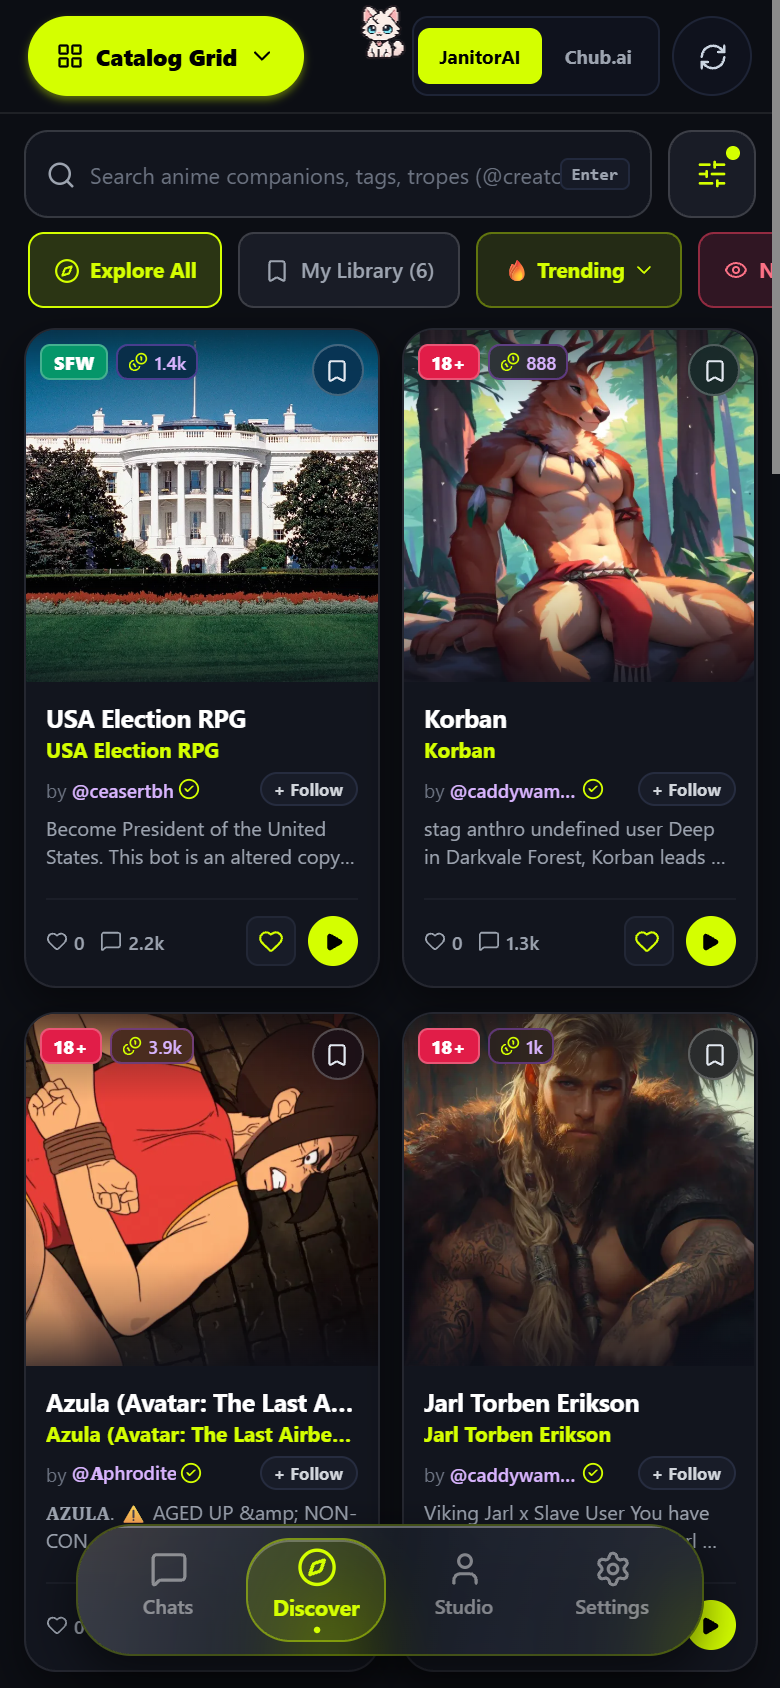 Catalog Grid
JanitorAI
Chub.ai
Search anime companions, tags, tropes (@creato
Enter
Explore All
My Library (6)
Trending
N
SFW
1.4k
18+
888
USA Election RPG
USA Election RPG
by @ceasertbh
+ Follow
Become President of the United
States. This bot is an altered copy...
0
2.2k
Korban
Korban
by @caddywam...
+ Follow
stag anthro undefined user Deep
in Darkvale Forest, Korban leads ...
0
1.3k
18+
3.9k
18+
1k
Azula (Avatar: The Last A...
Azula (Avatar: The Last Airbe...
by @Aphrodite
+ Follow
AZULA. ⚠️ AGED UP &amp; NON-
CON
0
Jarl Torben Erikson
Jarl Torben Erikson
by @caddywam...
+ Follow
Viking Jarl x Slave User You have
Chats
Discover
Studio
Settings